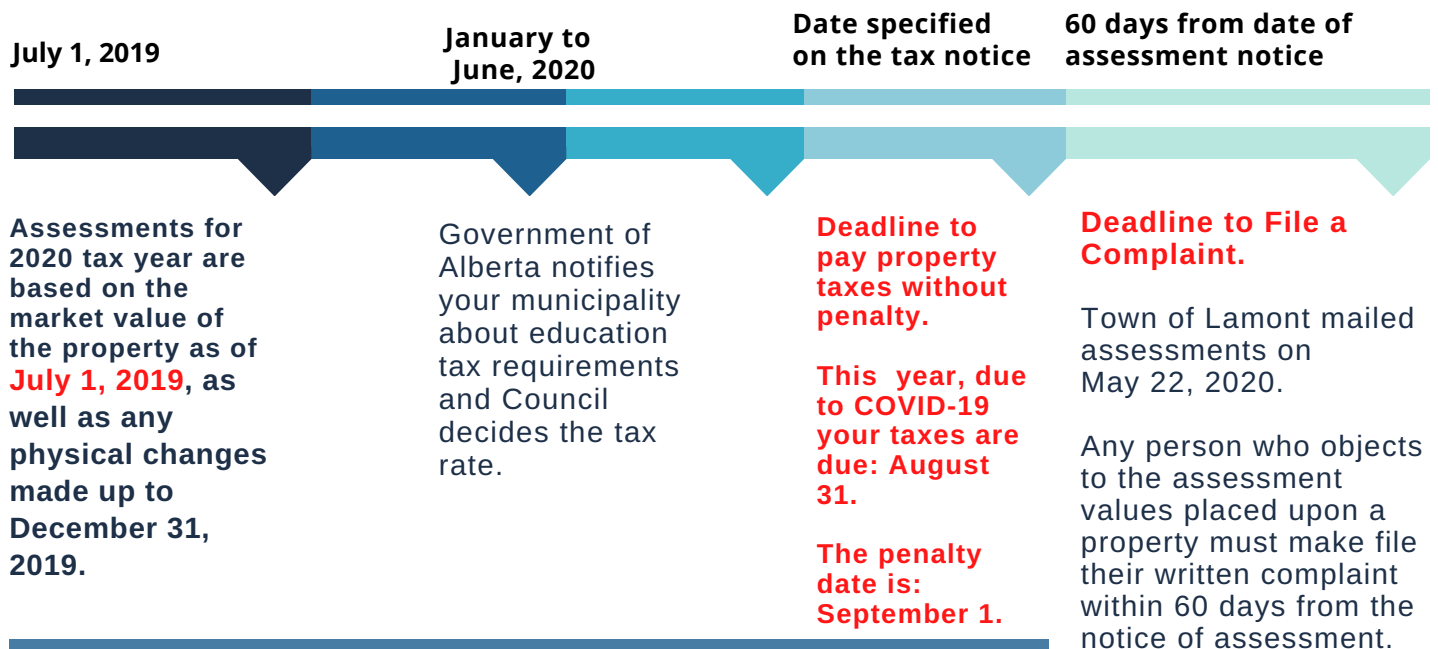 July 1, 2019
January to
June, 2020
Date specified
on the tax notice
60 days from date of
assessment notice
Assessments for
2020 tax year are
based on the
market value of
the property as of
July 1, 2019, as
well as any
physical changes
made up to
December 31,
2019.
Government of
Alberta notifies
your municipality
about education
tax requirements
and Council
decides the tax
rate.
Deadline to
pay property
taxes without
penalty.
This year, due
to COVID-19
your taxes are
due: August
31.
The penalty
date is:
September 1.
Deadline to File a
Complaint.
Town of Lamont mailed
assessments on
May 22, 2020.
Any person who objects
to the assessment
values placed upon a
property must make file
their written complaint
within 60 days from the
notice of assessment.